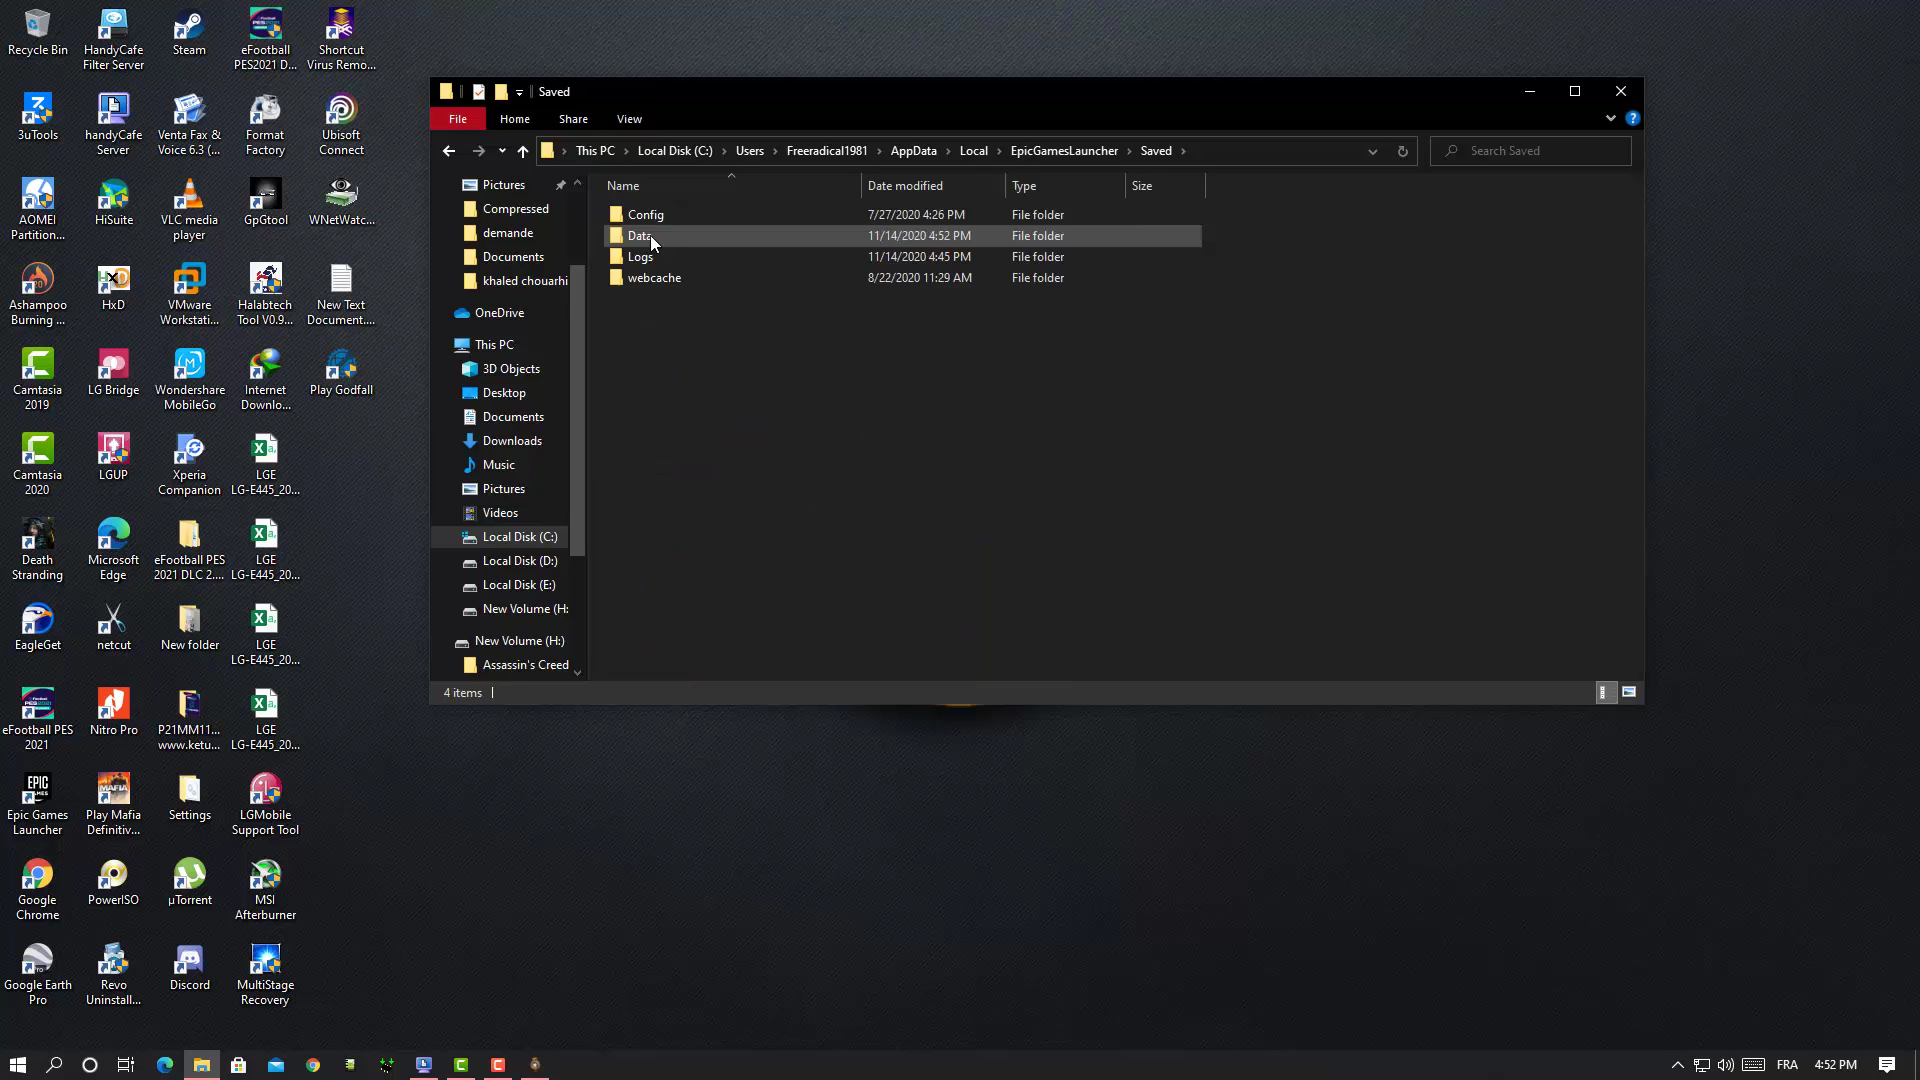 Recycle Bin
HandyCafe
Filter Server
Steam
eFootball
PES2021 D...
Shortcut
Virus Remo...
3uTools
handyCafe
Server
Venta Fax &
Voice 6.3 (...
Format
Factory
Ubisoft
Connect
AOMEI
Partition...
HiSuite
VLC media
player
GpGtool
WNetWatc...
Ashampoo
Burning ...
HxD
VMware
Workstati...
Halabtech
Tool V0.9...
New Text
Document....
Camtasia
2019
LG Bridge
Wondershare
MobileGo
Internet
Downlo...
Play Godfall
Camtasia
2020
LGUP
Xperia
Companion
LGE
LG-E445_20...
Death
Stranding
Microsoft
Edge
eFootball PES
2021 DLC 2....
LGE
LG-E445_20...
EagleGet
netcut
New folder
LGE
LG-E445_20...
eFootball PES
2021
Nitro Pro
P21MM11...
www.ketu...
LGE
LG-E445_20...
Epic Games
Launcher
Play Mafia
Definitiv...
Settings
LGMobile
Support Tool
Google
Chrome
PowerISO
µTorrent
MSI
Afterburner
Google Earth
Pro
Revo
Uninstall...
Discord
MultiStage
Recovery
Saved
File Home Share View
This PC > Local Disk (C:) > Users > Freeradical1981 > AppData > Local > EpicGamesLauncher > Saved >
Search Saved
Pictures
Compressed
demande
Documents
khaled chouarhi
OneDrive
This PC
3D Objects
Desktop
Documents
Downloads
Music
Pictures
Videos
Local Disk (C:)
Local Disk (D:)
Local Disk (E:)
New Volume (H:
New Volume (H:)
Assassin's Creed
Name Date modified Type Size
Config 7/27/2020 4:26 PM File folder
Data 11/14/2020 4:52 PM File folder
Logs 11/14/2020 4:45 PM File folder
webcache 8/22/2020 11:29 AM File folder
4 items
FRA
4:52 PM